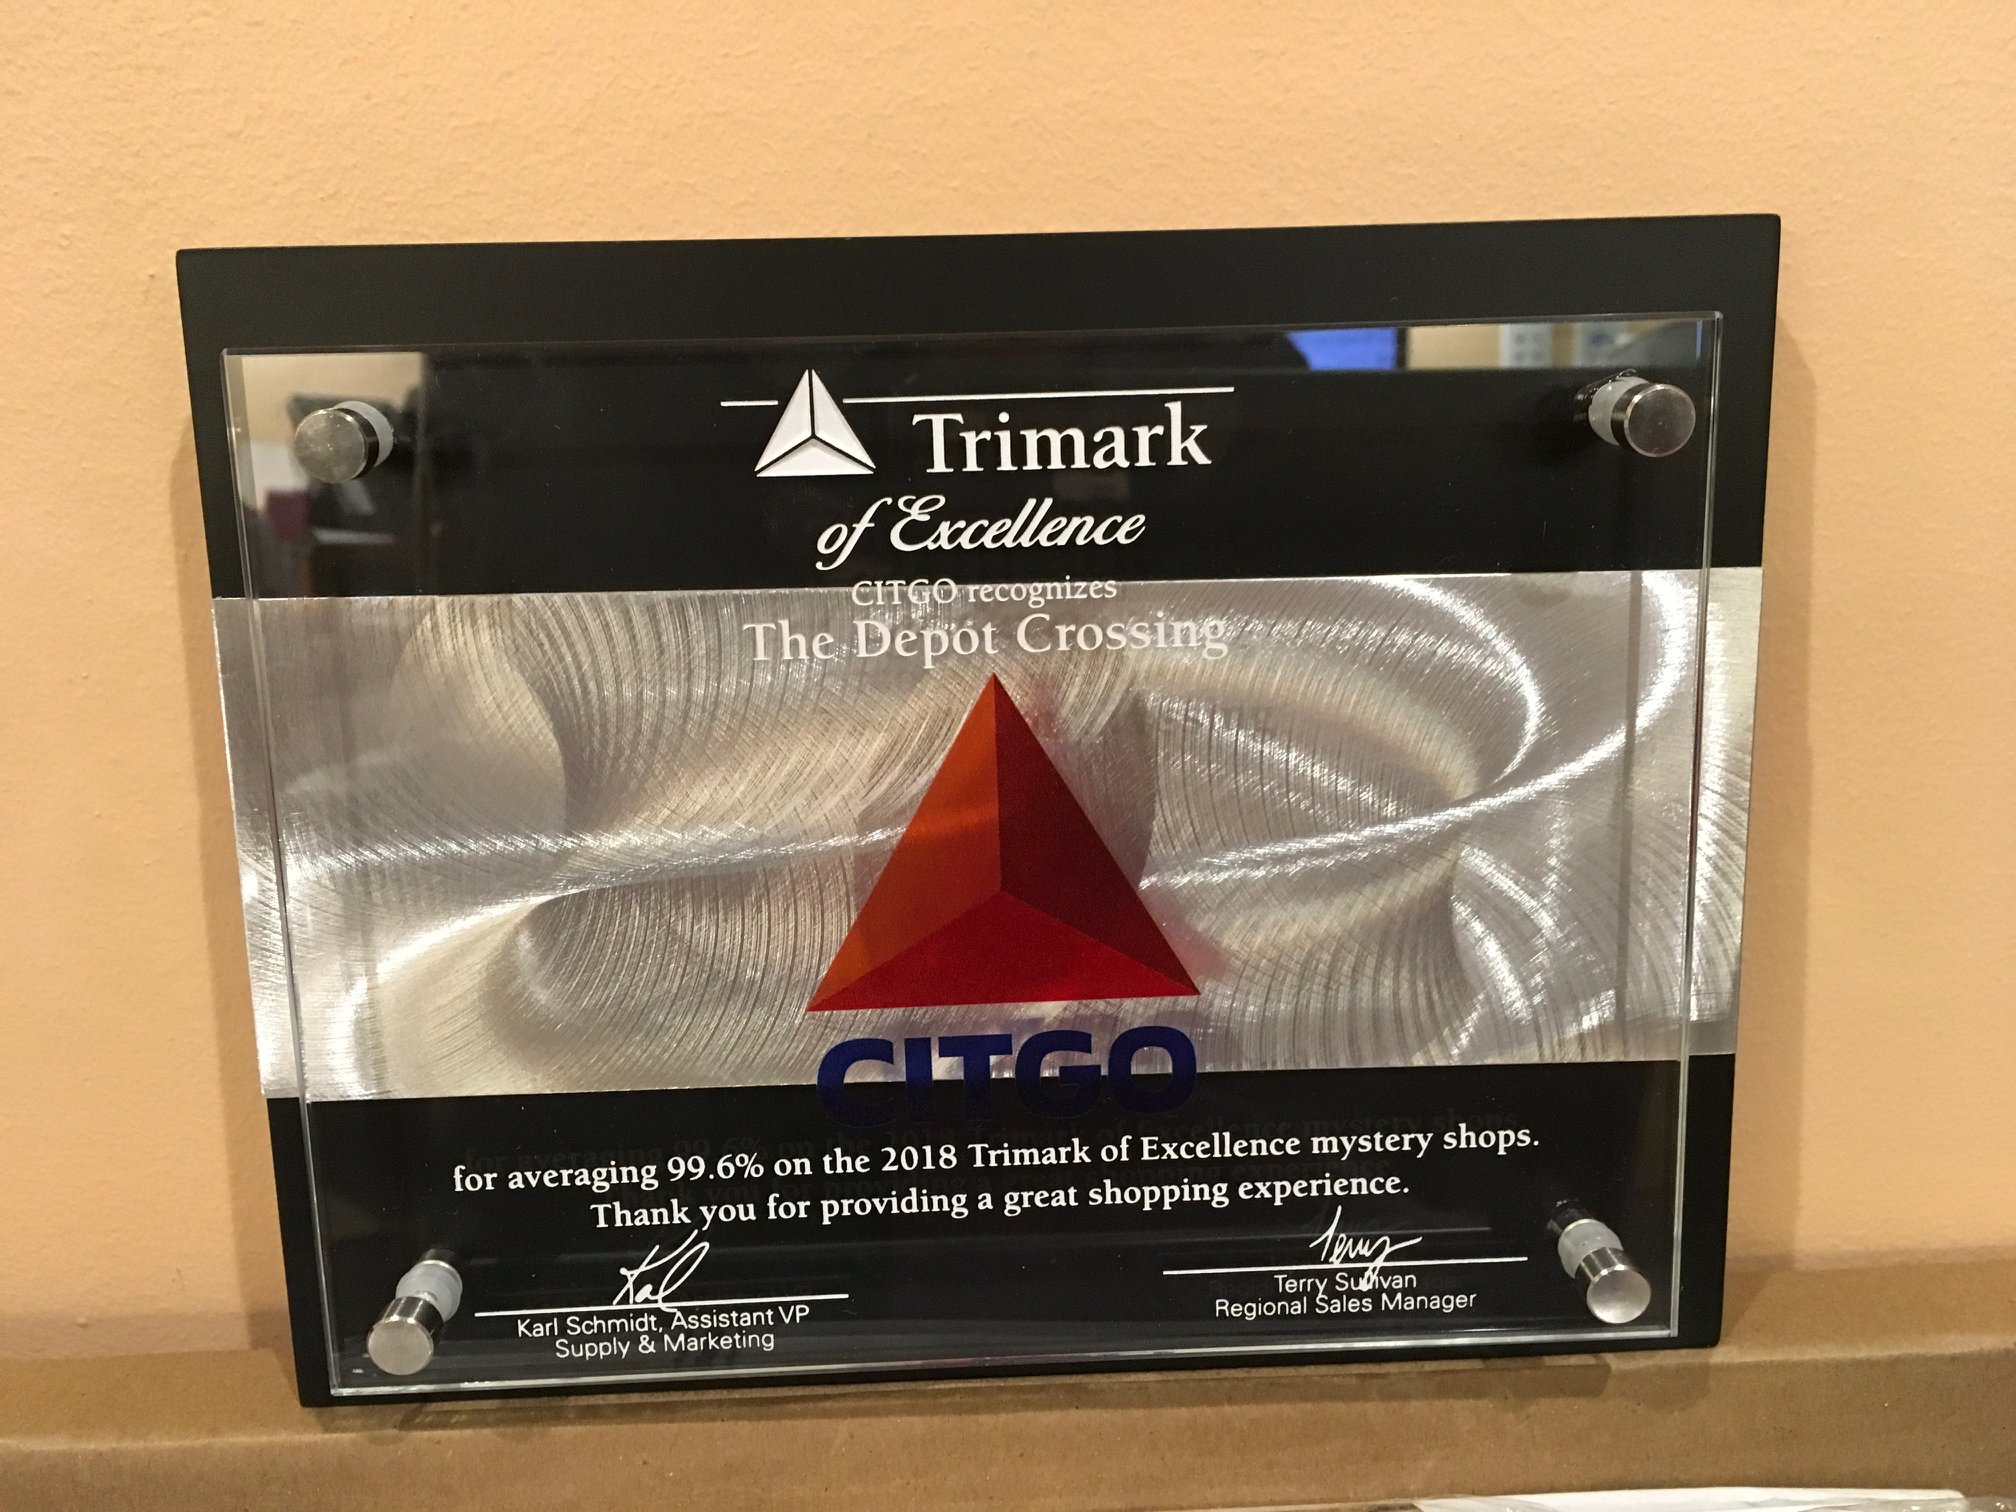 Trimark
of Excellence
CITGO recognizes
The Depot Crossing
CITGO
for averaging 99.6% on the 2018 Trimark of Excellence mystery shops.
Thank you for providing a great shopping experience.
Karl
Karl Schmidt, Assistant VP
Supply & Marketing
Terry
Terry Sullivan
Regional Sales Manager